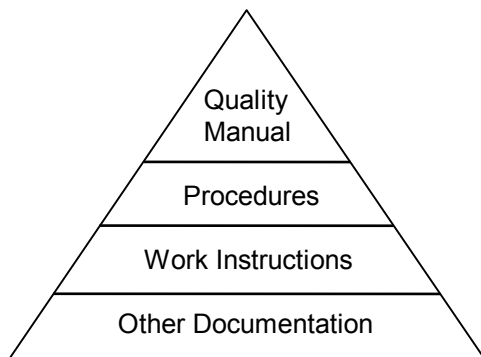 Quality
Manual
Procedures
Work Instructions
Other Documentation